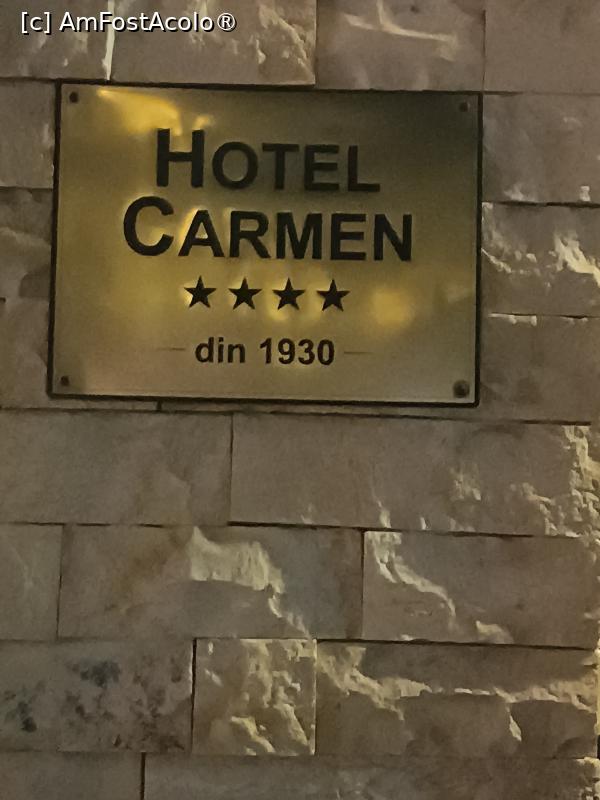 [c] AmFostAcolo®
HOTEL
CARMEN
★★★★
din 1930